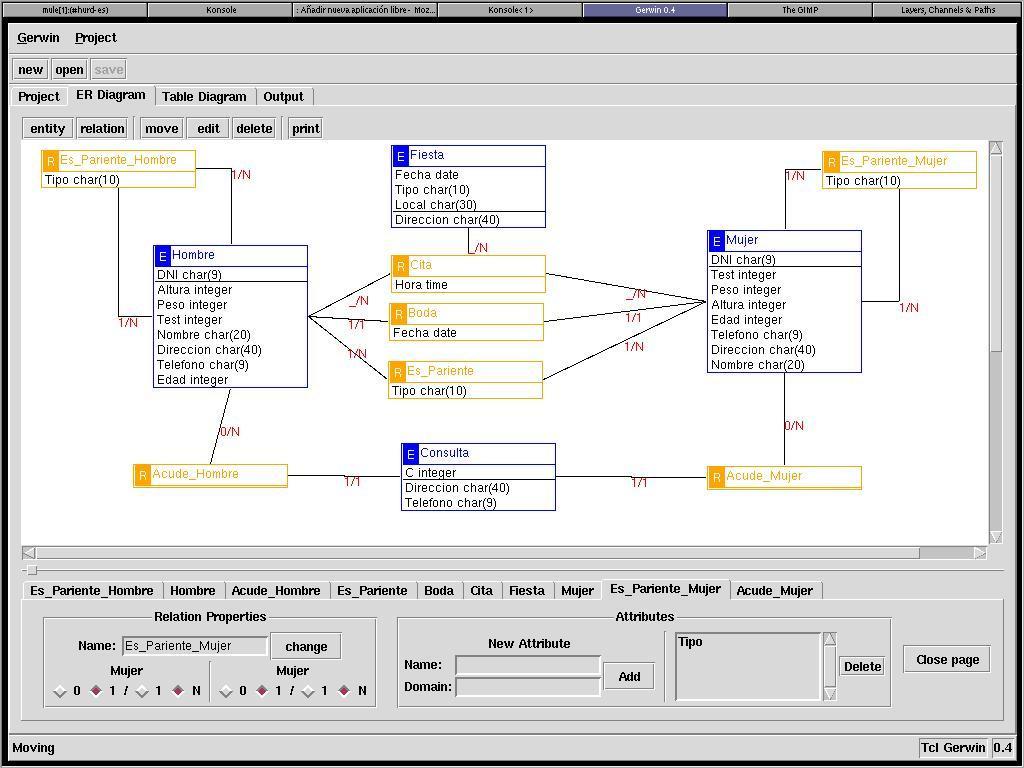 mule[1]:(#hurd-es) Konsole : Añadir nueva aplicación libre - Moz... Konsole<1> Gerwin 0.4 The GIMP Layers, Channels & Paths
Gerwin Project
new open save
Project ER Diagram Table Diagram Output
entity relation move edit delete print
R Es_Pariente_Hombre
Tipo char(10)
1/N
1/N
E Fiesta
Fecha date
Tipo char(10)
Local char(30)
Direccion char(40)
_/N
R Es_Pariente_Mujer
Tipo char(10)
1/N
1/N
E Hombre
DNI char(9)
Altura integer
Peso integer
Test integer
Nombre char(20)
Direccion char(40)
Telefono char(9)
Edad integer
_/N
1/1
1/N
R Cita
Hora time
R Boda
Fecha date
R Es_Pariente
Tipo char(10)
_/N
1/1
1/N
E Mujer
DNI char(9)
Test integer
Peso integer
Altura integer
Edad integer
Telefono char(9)
Direccion char(40)
Nombre char(20)
0/N
0/N
R Acude_Hombre
1/1
E Consulta
C integer
Direccion char(40)
Telefono char(9)
1/1
R Acude_Mujer
Es_Pariente_Hombre Hombre Acude_Hombre Es_Pariente Boda Cita Fiesta Mujer Es_Pariente_Mujer Acude_Mujer
Relation Properties
Name: Es_Pariente_Mujer change
Mujer Mujer
0 1 / 1 N 0 1 / 1 N
Attributes
New Attribute
Name:
Domain:
Add
Tipo
Delete
Close page
Moving Tcl Gerwin 0.4